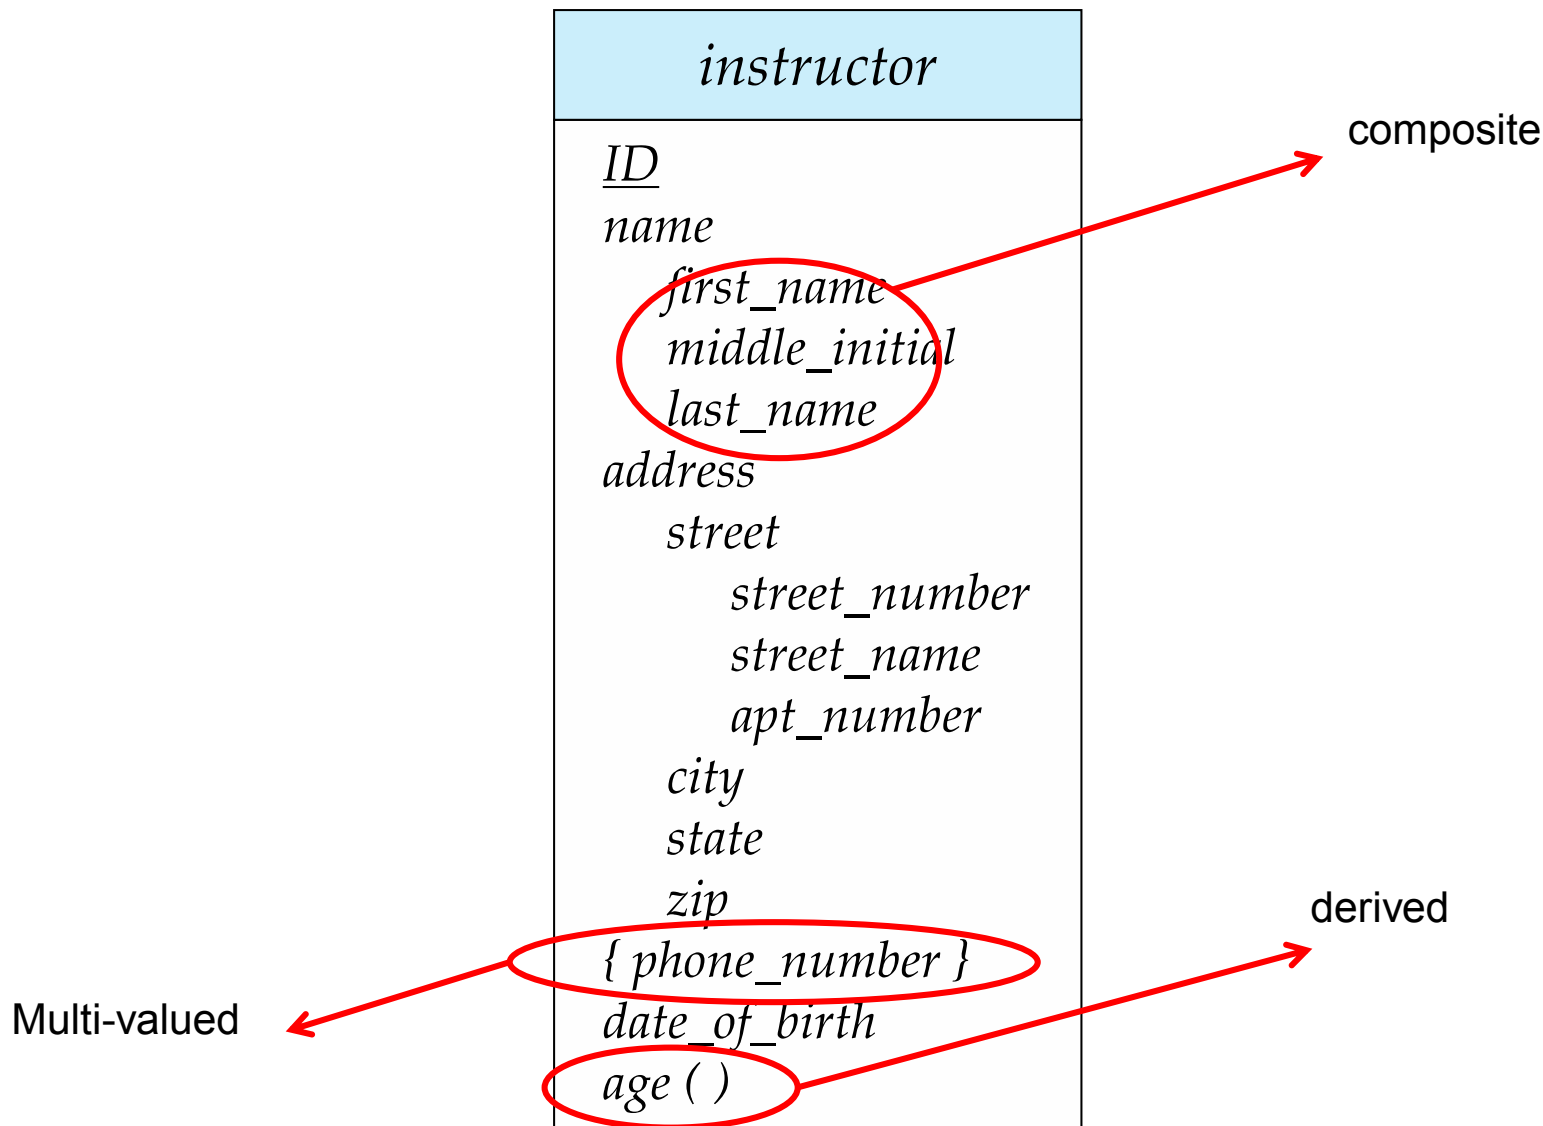 instructor
composite
ID
name
first_name
middle_initial
last_name
address
street
street_number
street_name
apt_number
city
state
zip
derived
{ phone_number }
Multi-valued
date_of_birth
age ( )